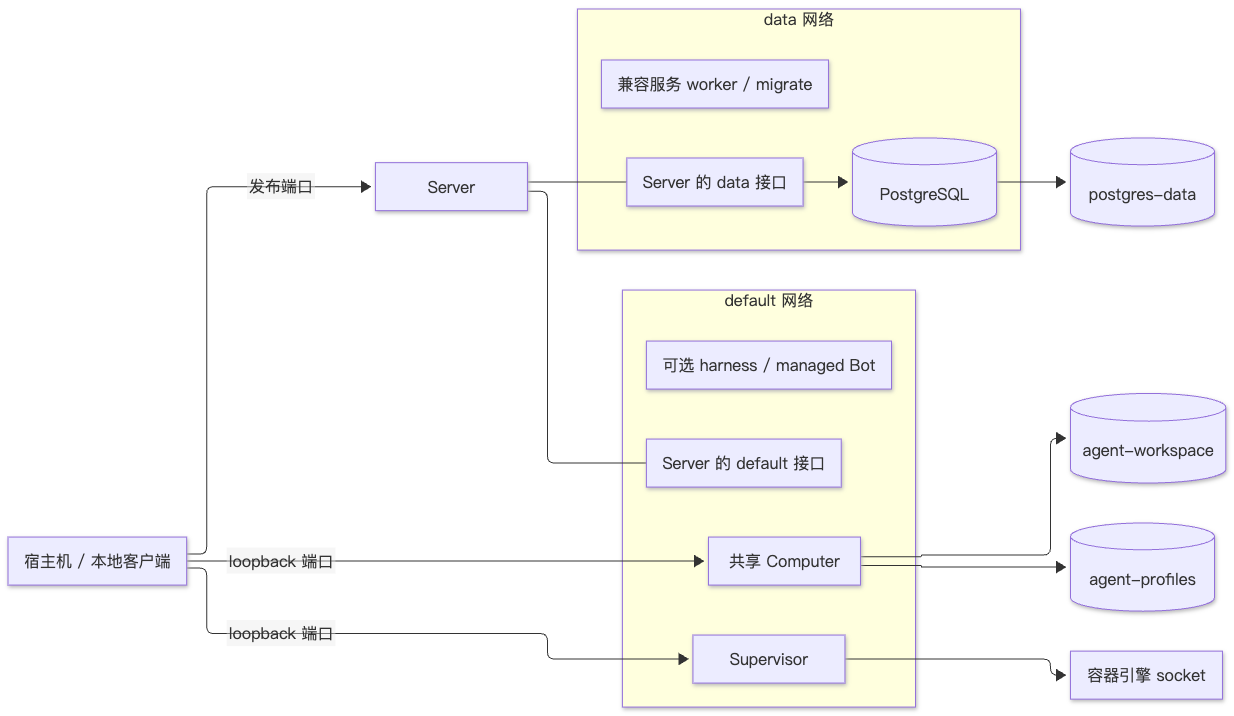 data 网络
兼容服务 worker / migrate
发布端口
Server
Server 的 data 接口
PostgreSQL
postgres-data
default 网络
可选 harness / managed Bot
Server 的 default 接口
agent-workspace
宿主机 / 本地客户端
loopback 端口
共享 Computer
agent-profiles
loopback 端口
Supervisor
容器引擎 socket